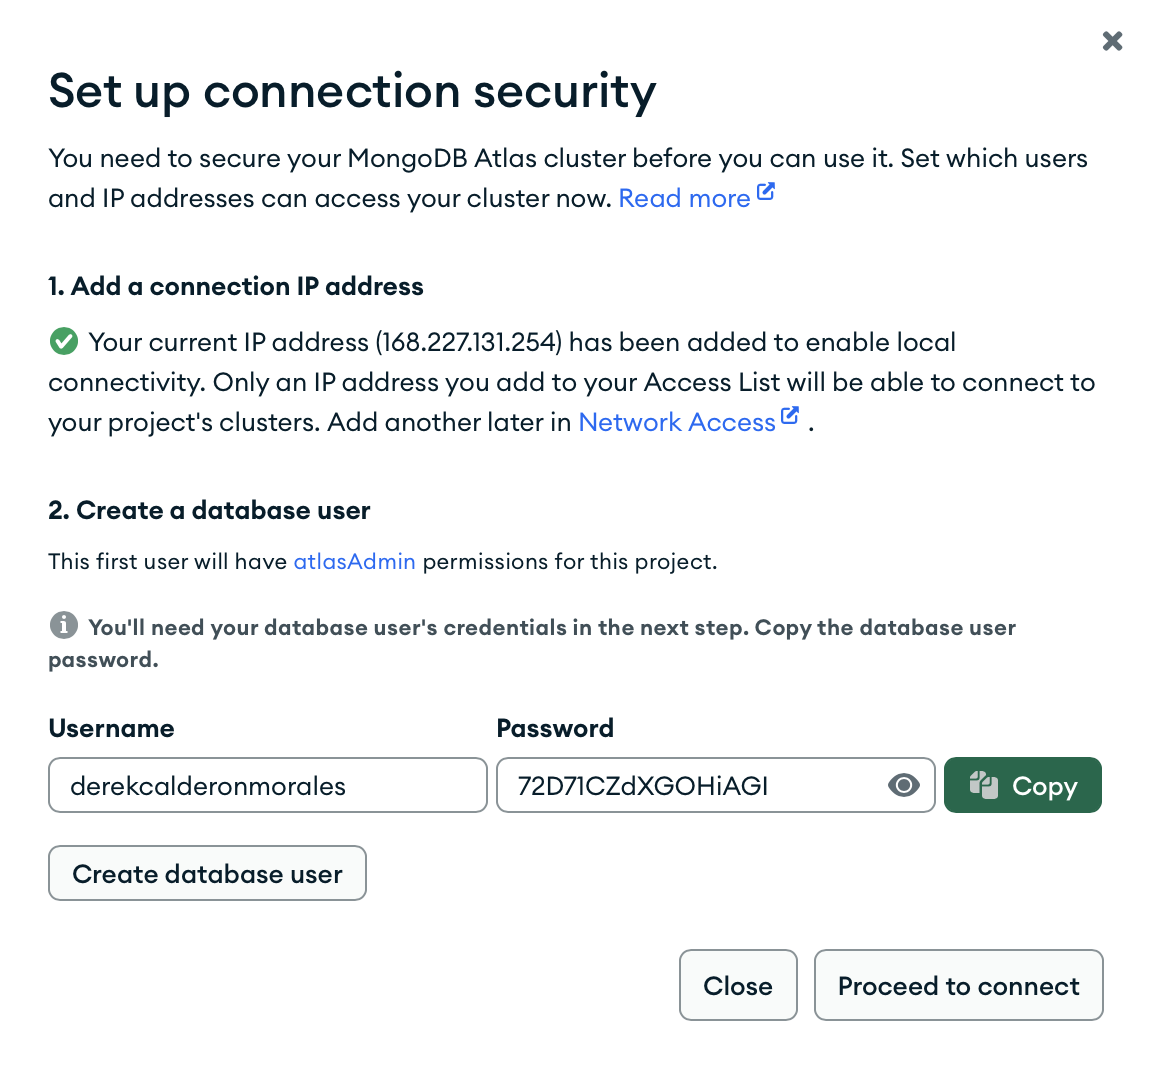 Set up connection security
You need to secure your MongoDB Atlas cluster before you can use it. Set which users
and IP addresses can access your cluster now. Read more
1. Add a connection IP address
Your current IP address (168.227.131.254) has been added to enable local
connectivity. Only an IP address you add to your Access List will be able to connect to
your project's clusters. Add another later in Network Access .
2. Create a database user
This first user will have atlasAdmin permissions for this project.
You'll need your database user's credentials in the next step. Copy the database user
password.
Username Password
derekcalderonmorales 72D71CZdXGOHiAGI Copy
Create database user
Close Proceed to connect